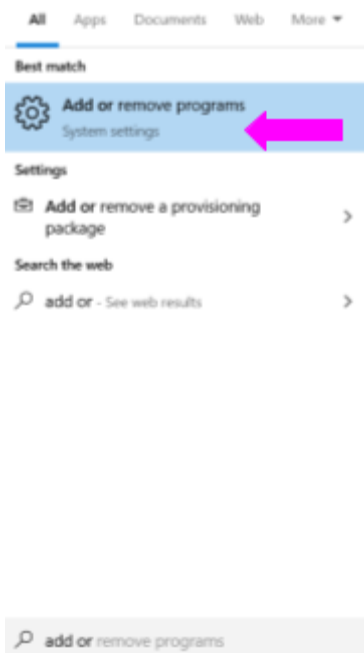 All Apps Documents Web More
Best match
Add or remove programs
System settings
Settings
Add or remove a provisioning
package
Search the web
add or - See web results
add or remove programs